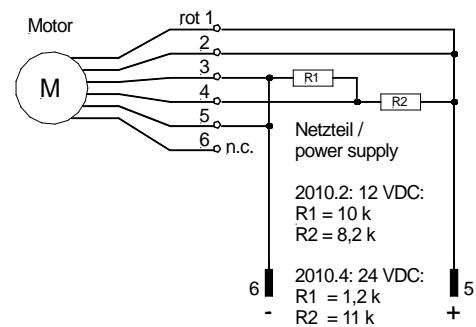 Motor
rot 1
2
3
4
5
6
n.c.
M
R1
R2
Netzteil /
power supply
2010.2: 12 VDC:
R1 = 10 k
R2 = 8,2 k
2010.4: 24 VDC:
R1 = 1,2 k
R2 = 11 k
6
-
5
+